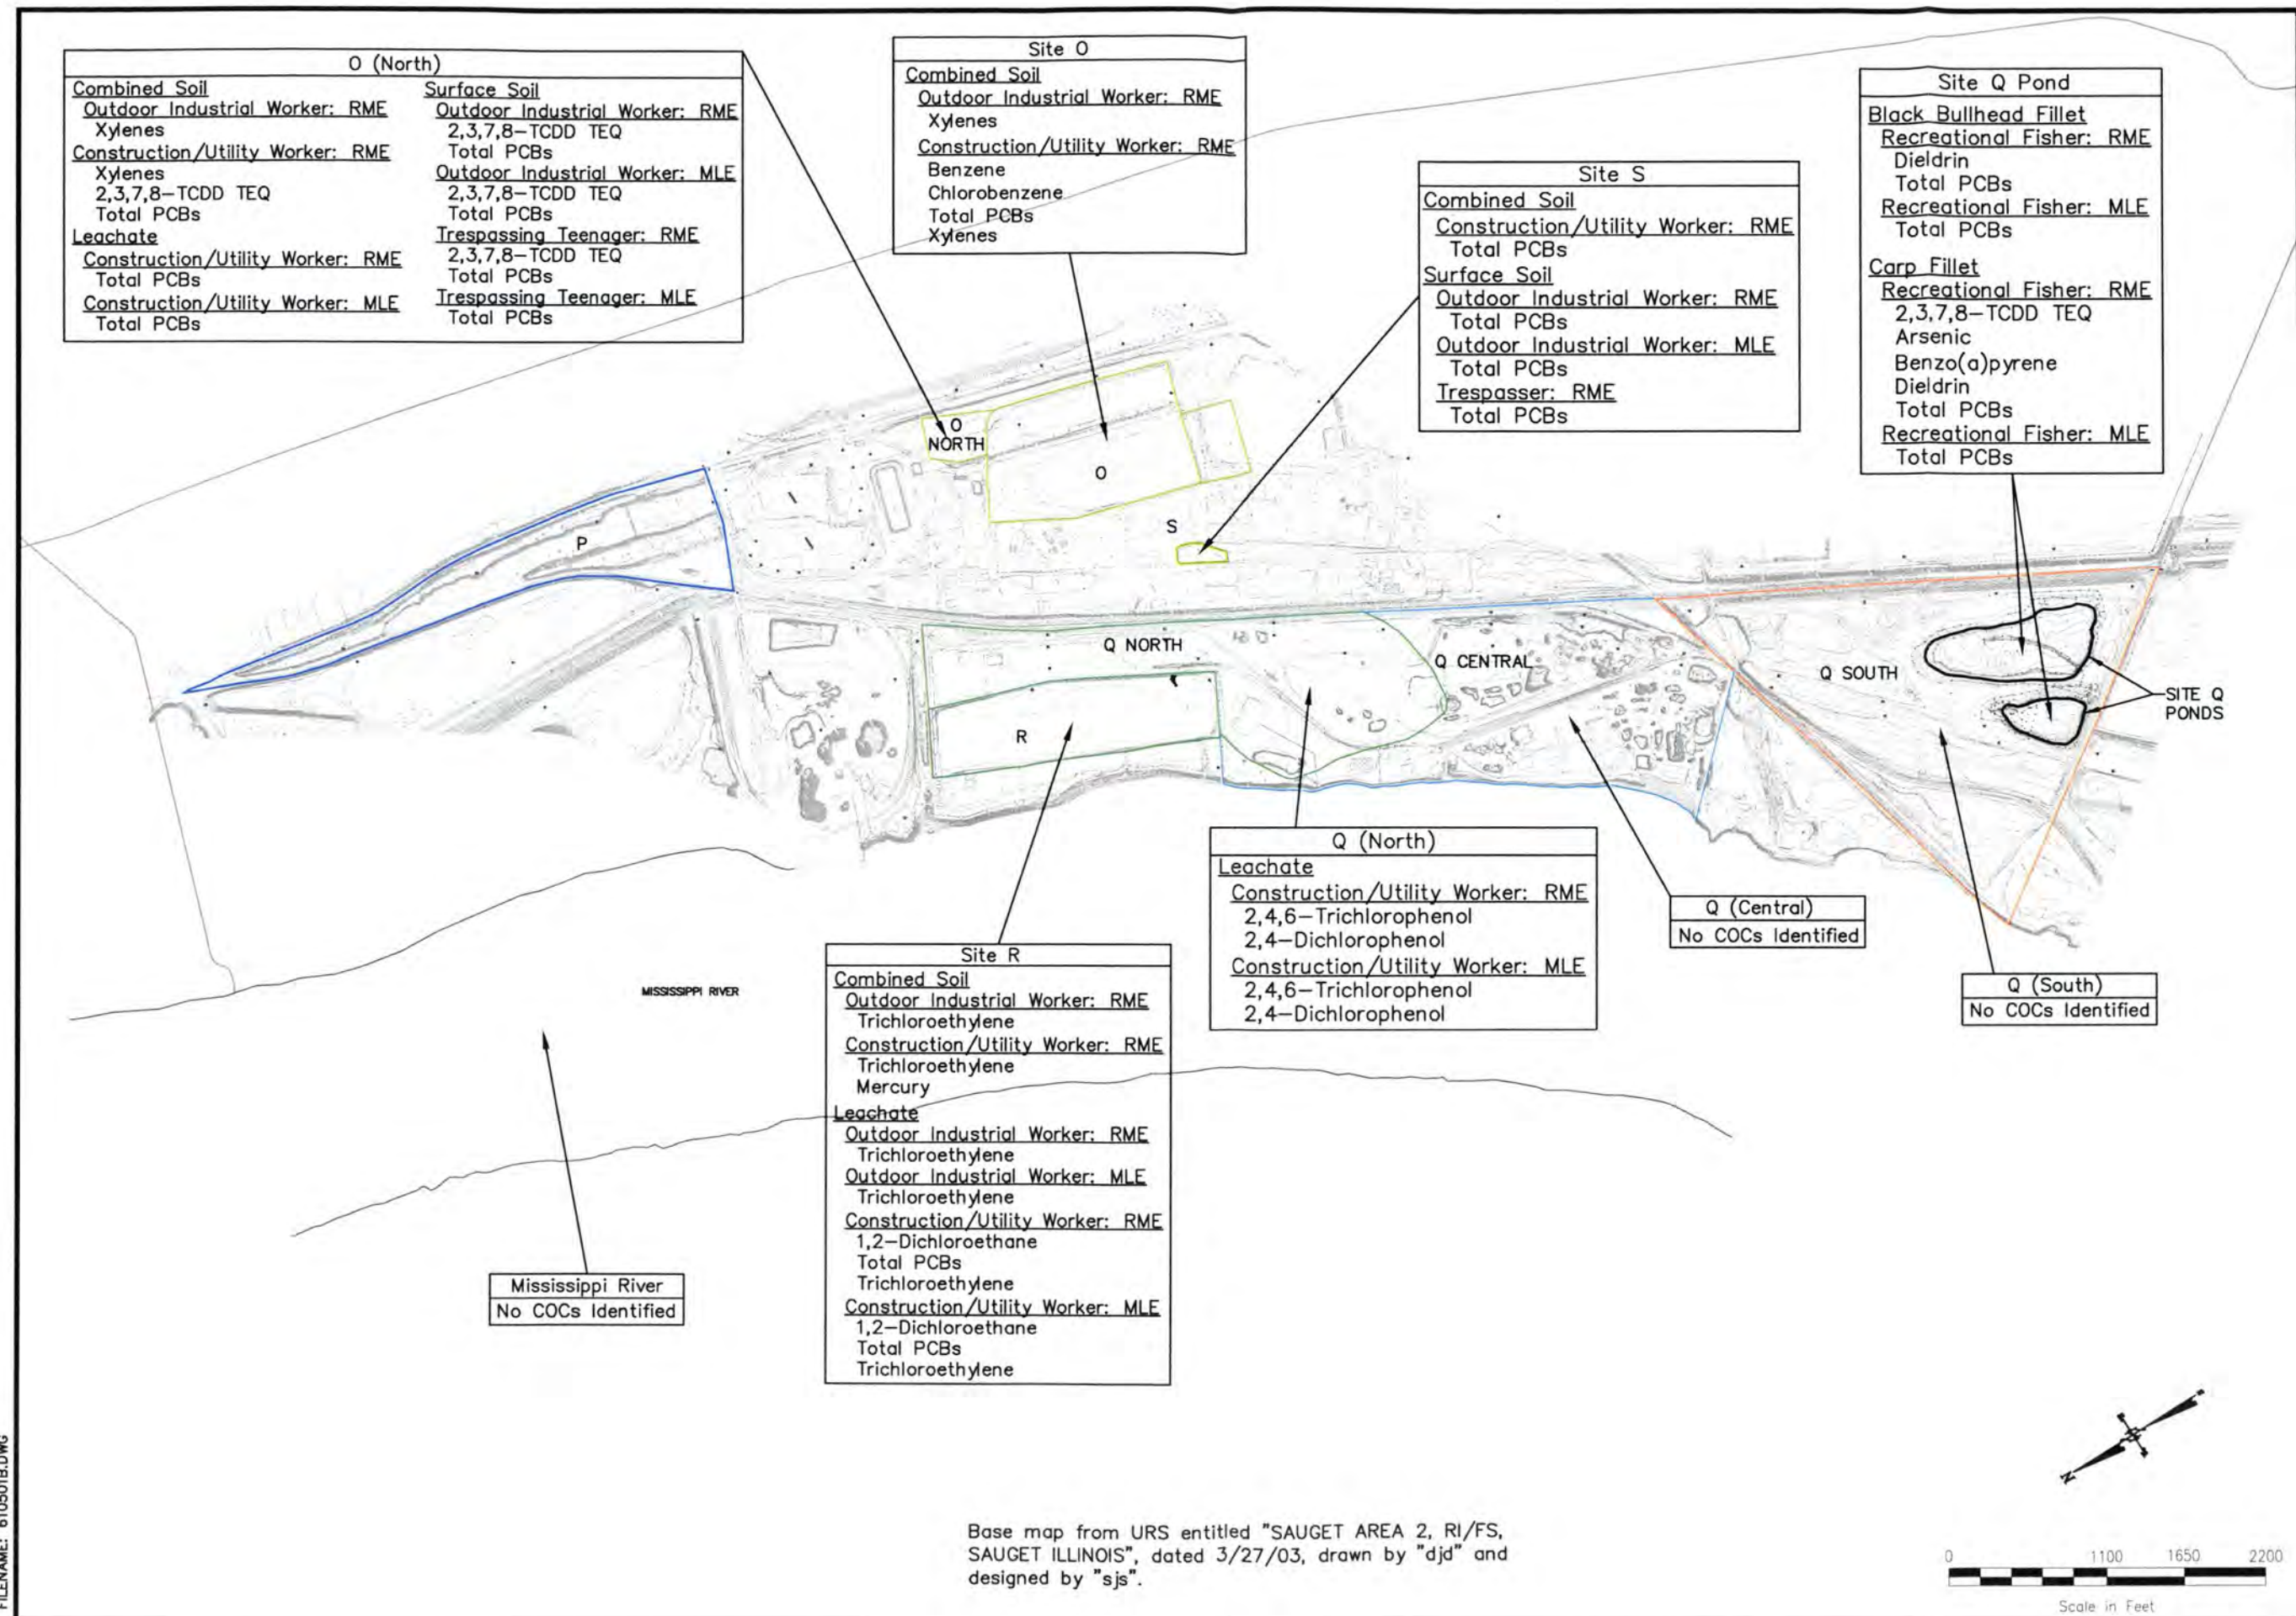 O (North)
Combined Soil
Outdoor Industrial Worker: RME
Xylenes
Construction/Utility Worker: RME
Xylenes
2,3,7,8-TCDD TEQ
Total PCBs
Leachate
Construction/Utility Worker: RME
Total PCBs
Construction/Utility Worker: MLE
Total PCBs
Surface Soil
Outdoor Industrial Worker: RME
2,3,7,8-TCDD TEQ
Total PCBs
Outdoor Industrial Worker: MLE
2,3,7,8-TCDD TEQ
Total PCBs
Trespassing Teenager: RME
2,3,7,8-TCDD TEQ
Total PCBs
Trespassing Teenager: MLE
Total PCBs
Site O
Combined Soil
Outdoor Industrial Worker: RME
Xylenes
Construction/Utility Worker: RME
Benzene
Chlorobenzene
Total PCBs
Xylenes
Site S
Combined Soil
Construction/Utility Worker: RME
Total PCBs
Surface Soil
Outdoor Industrial Worker: RME
Total PCBs
Outdoor Industrial Worker: MLE
Total PCBs
Trespasser: RME
Total PCBs
Site Q Pond
Black Bullhead Fillet
Recreational Fisher: RME
Dieldrin
Total PCBs
Recreational Fisher: MLE
Total PCBs
Carp Fillet
Recreational Fisher: RME
2,3,7,8-TCDD TEQ
Arsenic
Benzo(a)pyrene
Dieldrin
Total PCBs
Recreational Fisher: MLE
Total PCBs
O
NORTH
O
S
P
Q NORTH
Q CENTRAL
Q SOUTH
SITE Q
PONDS
R
Q (North)
Leachate
Construction/Utility Worker: RME
2,4,6-Trichlorophenol
2,4-Dichlorophenol
Construction/Utility Worker: MLE
2,4,6-Trichlorophenol
2,4-Dichlorophenol
Q (Central)
No COCs Identified
Q (South)
No COCs Identified
MISSISSIPPI RIVER
Site R
Combined Soil
Outdoor Industrial Worker: RME
Trichloroethylene
Construction/Utility Worker: RME
Trichloroethylene
Mercury
Leachate
Outdoor Industrial Worker: RME
Trichloroethylene
Outdoor Industrial Worker: MLE
Trichloroethylene
Construction/Utility Worker: RME
1,2-Dichloroethane
Total PCBs
Trichloroethylene
Construction/Utility Worker: MLE
1,2-Dichloroethane
Total PCBs
Trichloroethylene
Mississippi River
No COCs Identified
N
Base map from URS entitled "SAUGET AREA 2, RI/FS,
SAUGET ILLINOIS", dated 3/27/03, drawn by "djd" and
designed by "sjs".
0 1100 1650 2200
Scale in Feet
FILENAME: 610501B.DWG